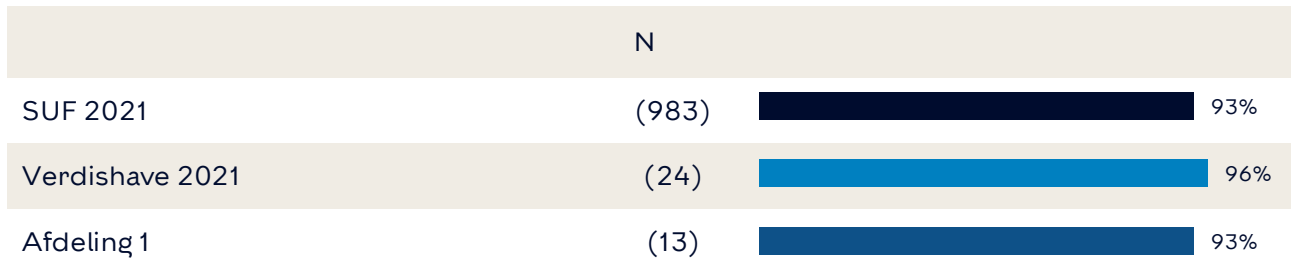 N
SUF 2021 (983) 93%
Verdishave 2021 (24) 96%
Afdeling 1 (13) 93%